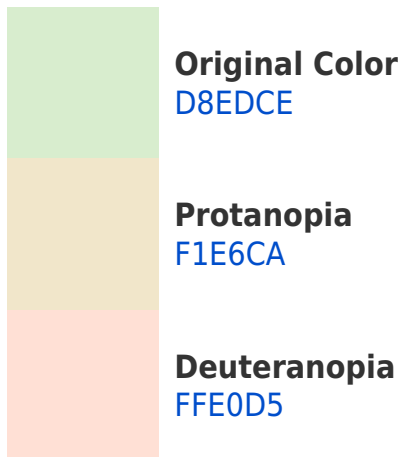 Original Color
D8EDCE
Protanopia
F1E6CA
Deuteranopia
FFE0D5